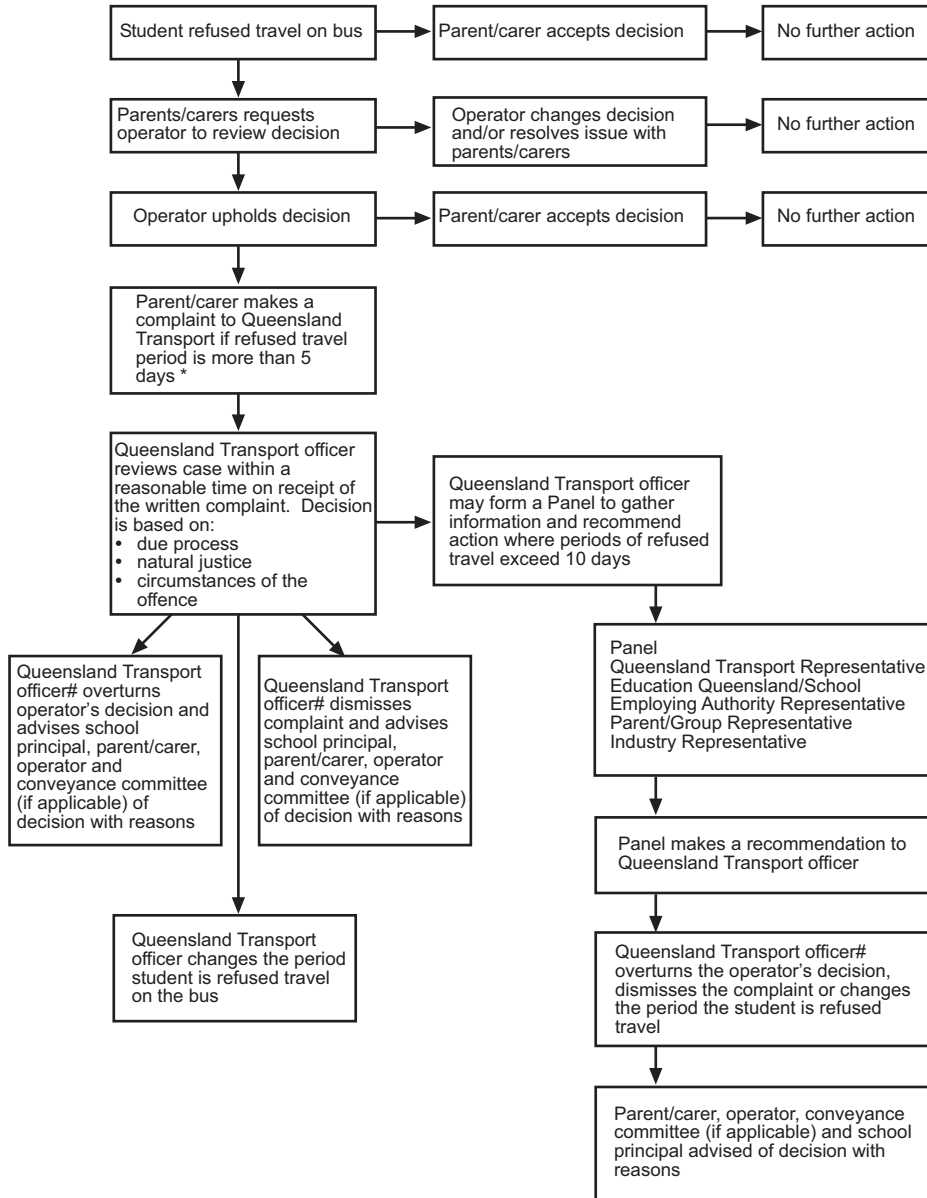 Student refused travel on bus
Parent/carer accepts decision
No further action
Parents/carers requests
operator to review decision
Operator changes decision
and/or resolves issue with
parents/carers
No further action
Operator upholds decision
Parent/carer accepts decision
No further action
Parent/carer makes a
complaint to Queensland
Transport if refused travel
period is more than 5
days *
Queensland Transport officer
reviews case within a
reasonable time on receipt of
the written complaint. Decision
is based on:
• due process
• natural justice
• circumstances of the
offence
Queensland Transport officer
may form a Panel to gather
information and recommend
action where periods of refused
travel exceed 10 days
Queensland Transport
officer# overturns
operator's decision and
advises school
principal, parent/carer,
operator and
conveyance committee
(if applicable) of
decision with reasons
Queensland Transport
officer# dismisses
complaint and advises
school principal,
parent/carer, operator
and conveyance
committee (if applicable)
of decision with reasons
Queensland Transport
officer changes the period
student is refused travel
on the bus
Panel
Queensland Transport Representative
Education Queensland/School
Employing Authority Representative
Parent/Group Representative
Industry Representative
Panel makes a recommendation to
Queensland Transport officer
Queensland Transport officer#
overturns the operator's decision,
dismisses the complaint or changes
the period the student is refused
travel
Parent/carer, operator, conveyance
committee (if applicable) and school
principal advised of decision with
reasons